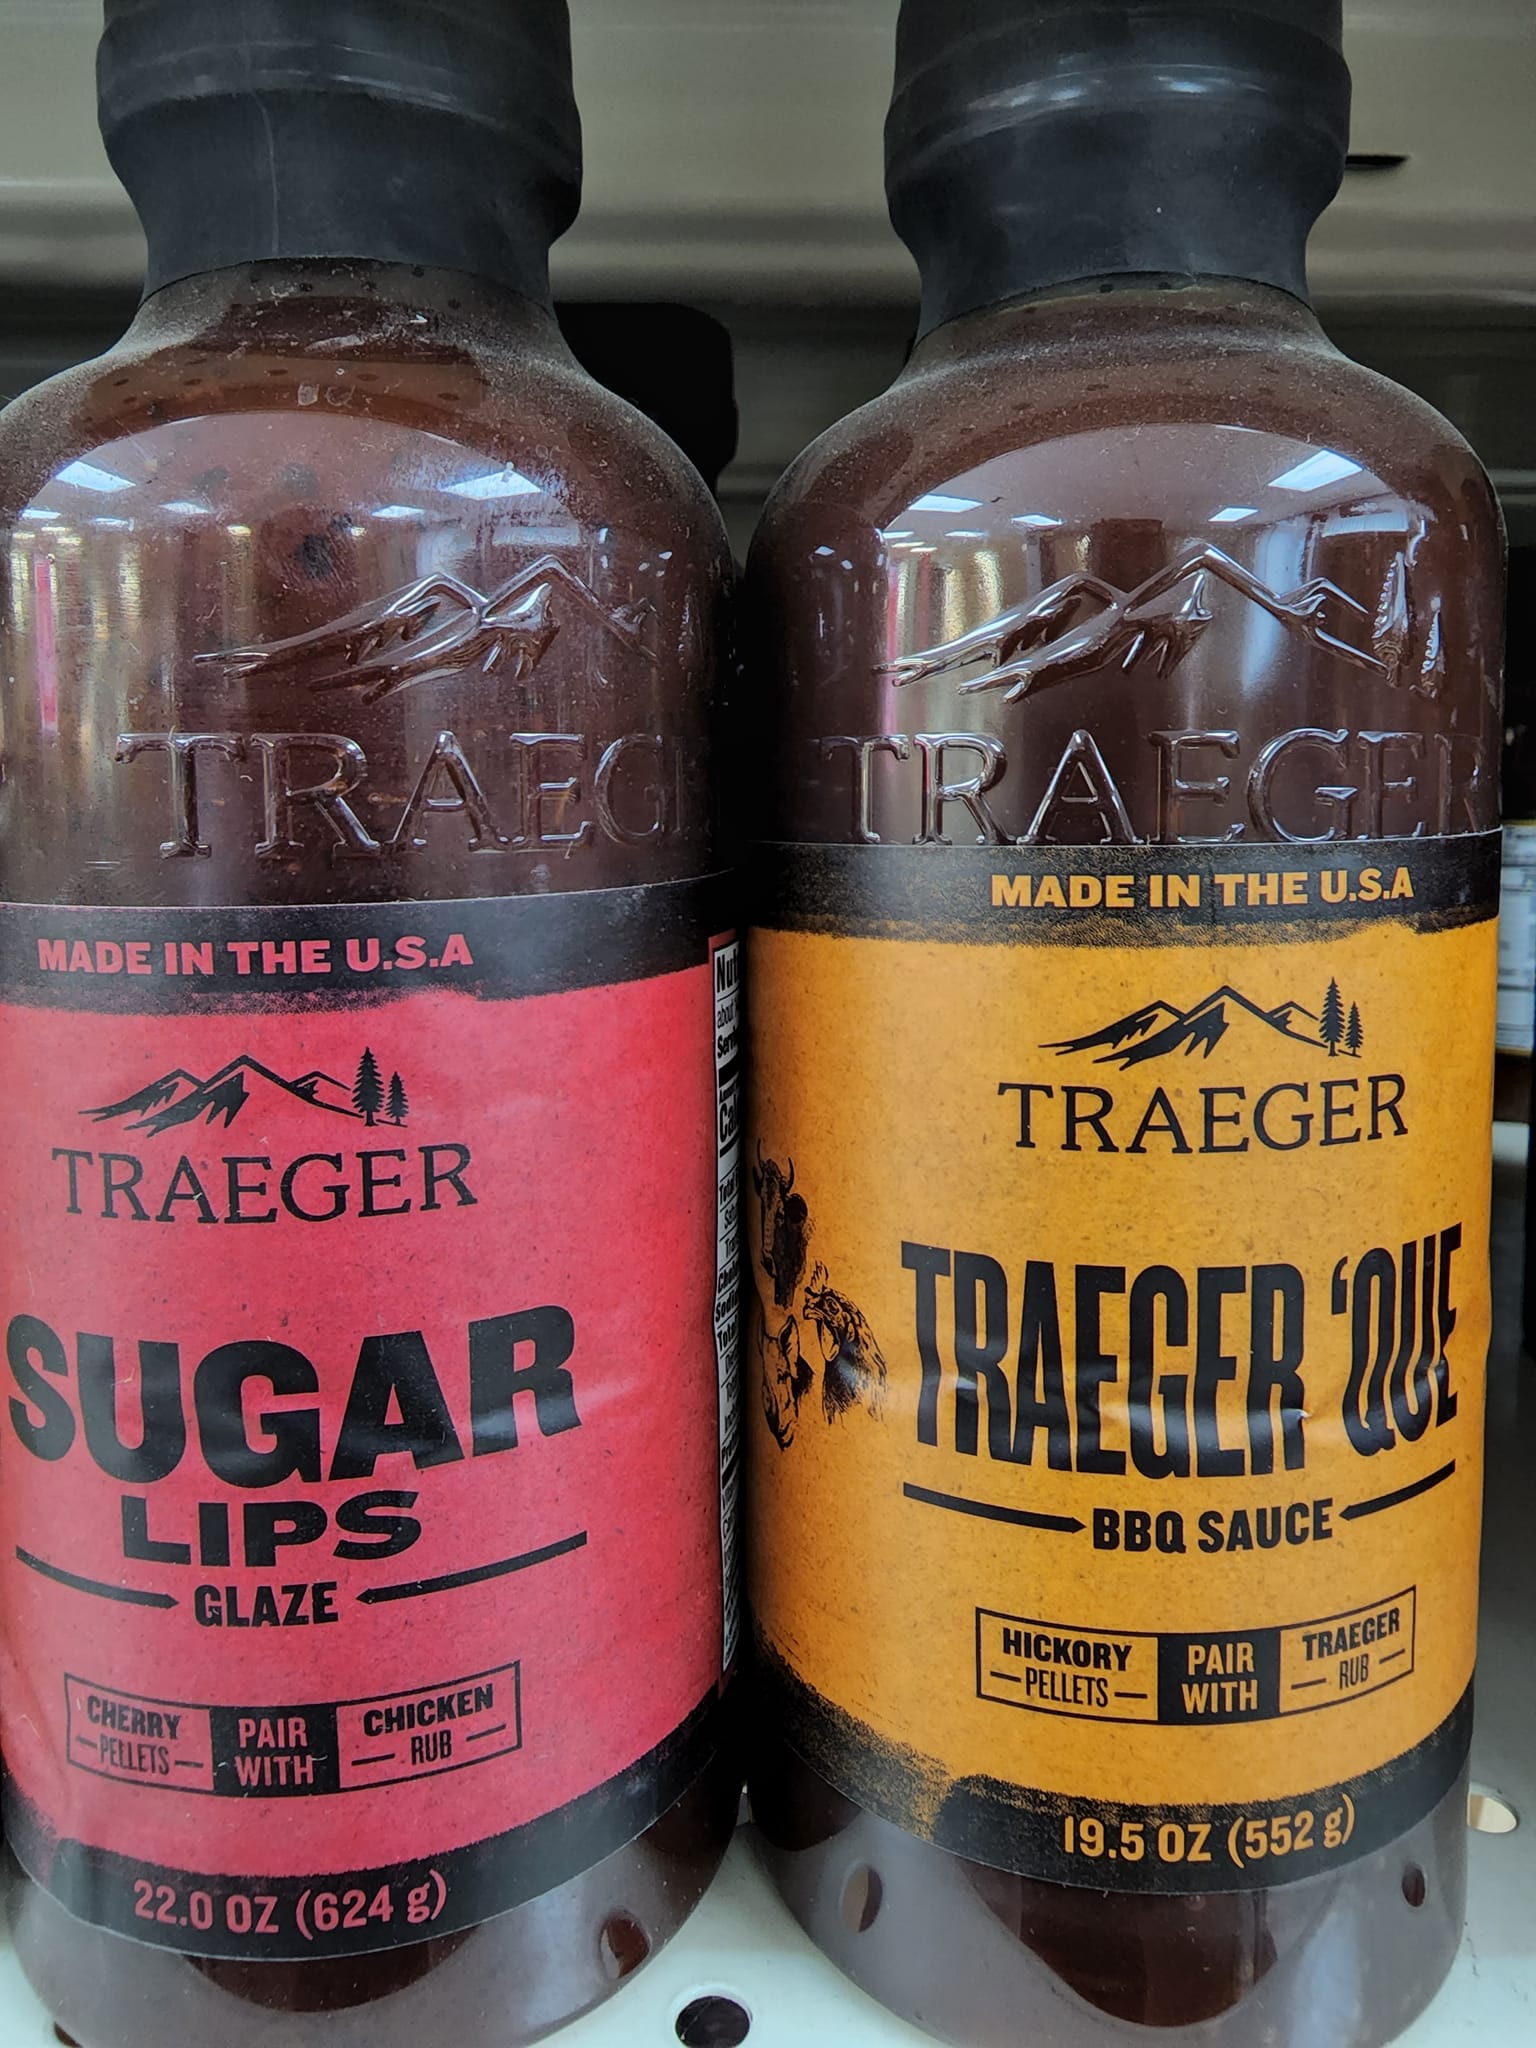 TRAEG
MADE IN THE U.S.A
TRAEGER
SUGAR
LIPS
GLAZE
CHERRY
PELLETS
PAIR
WITH
CHICKEN
RUB
22.0 OZ (624 g)
TRAEGER
MADE IN THE U.S.A
TRAEGER
TRAEGER 'QUE
BBQ SAUCE
HICKORY
PELLETS
PAIR
WITH
TRAEGER
RUB
19.5 OZ (552 g)